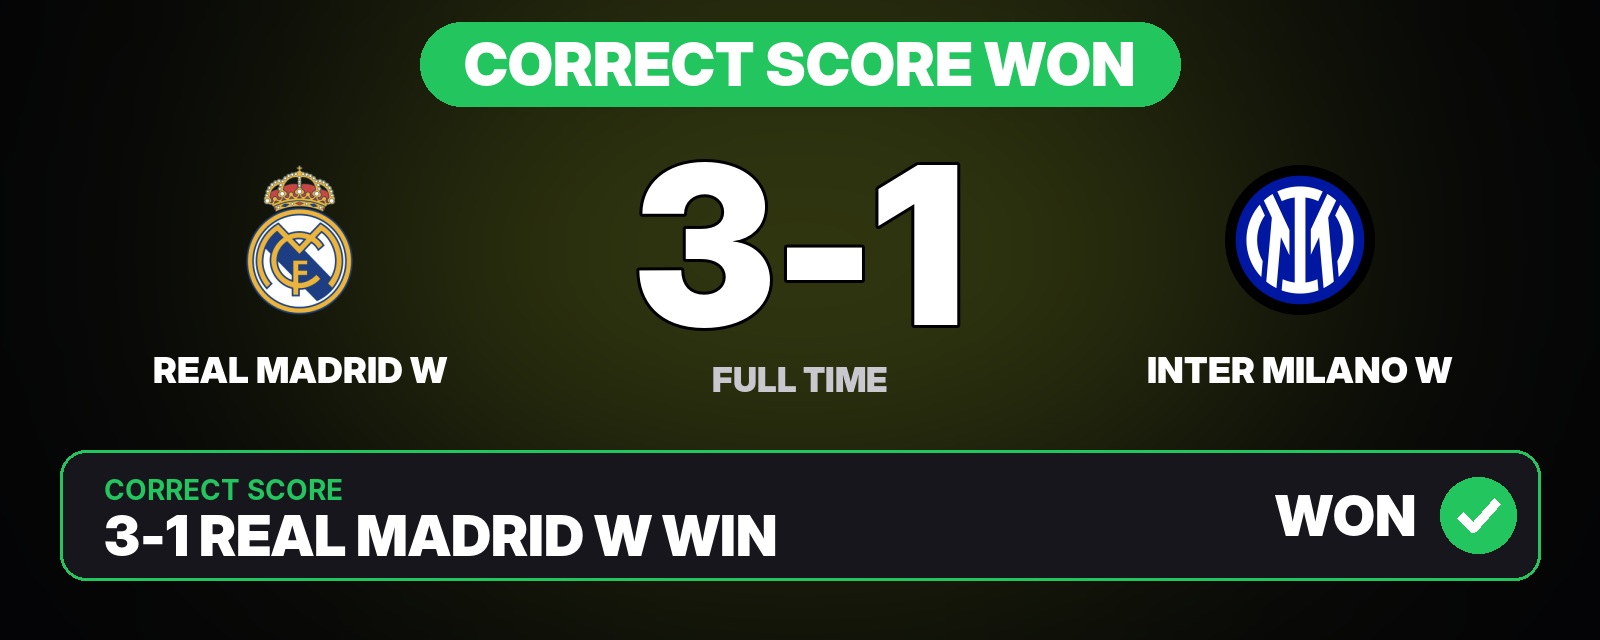 CORRECT SCORE WON
3-1
REAL MADRID W
FULL TIME
INTER MILANO W
CORRECT SCORE
3-1 REAL MADRID W WIN
WON